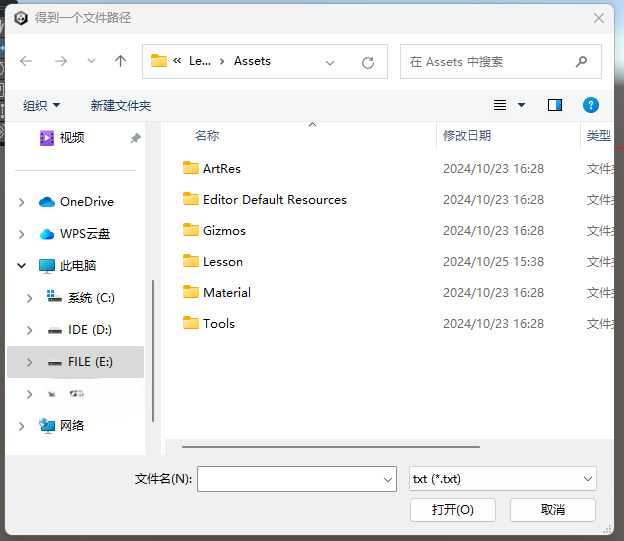 得到一个文件路径
« Le... › Assets
在 Assets 中搜索
组织 新建文件夹
名称 修改日期 类型
视频
OneDrive
WPS云盘
此电脑
系统 (C:)
IDE (D:)
FILE (E:)
网络
ArtRes 2024/10/23 16:28 文件
Editor Default Resources 2024/10/23 16:28 文件
Gizmos 2024/10/23 16:28 文件
Lesson 2024/10/25 15:38 文件
Material 2024/10/23 16:28 文件
Tools 2024/10/23 16:28 文件
文件名(N):
txt (*.txt)
打开(O) 取消